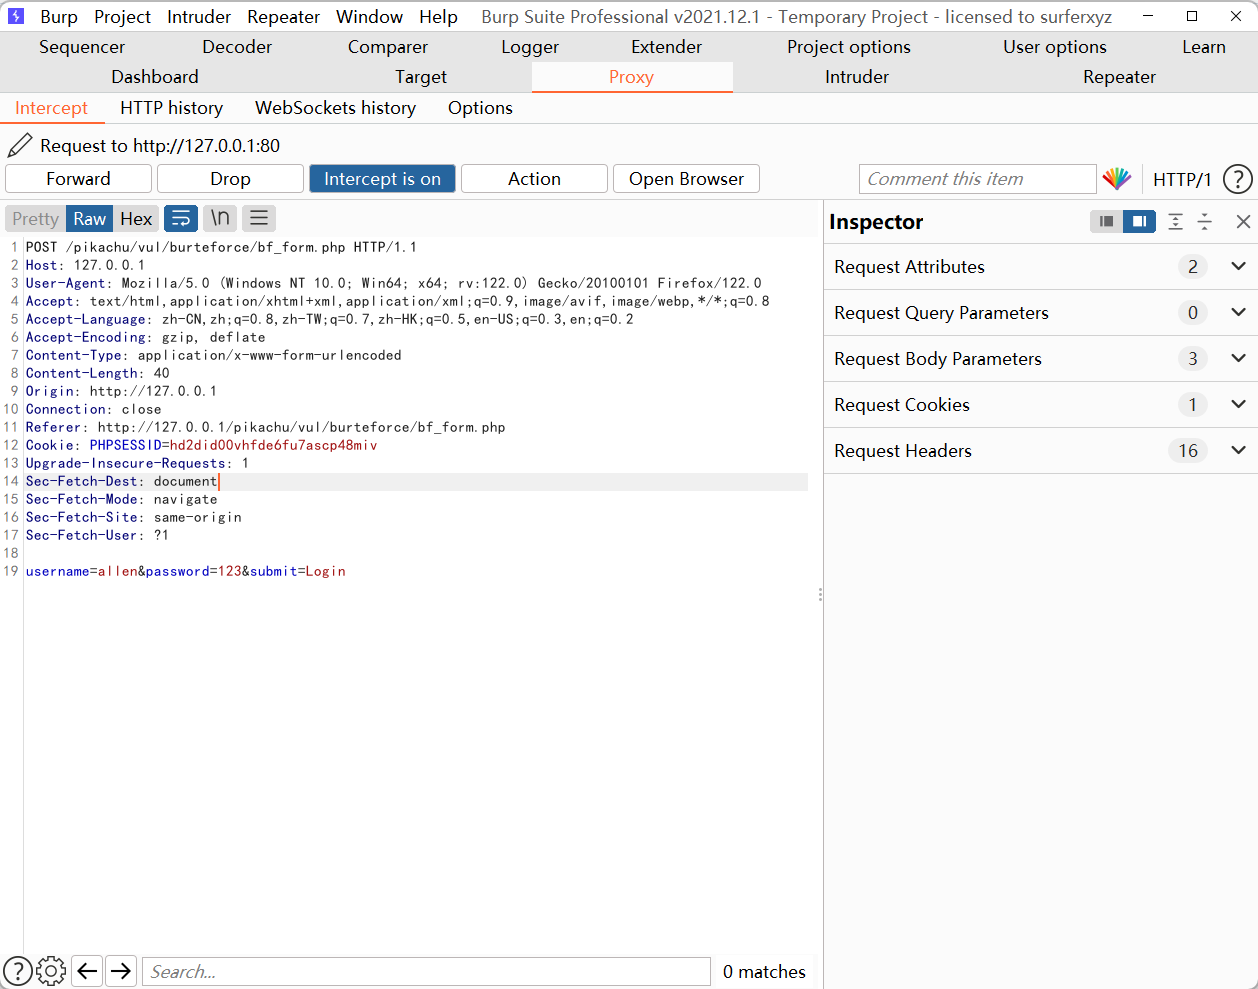 Burp Project Intruder Repeater Window Help Burp Suite Professional v2021.12.1 - Temporary Project - licensed to surferxyz
Sequencer Decoder Comparer Logger Extender Project options User options Learn
Dashboard Target Proxy Intruder Repeater
Intercept HTTP history WebSockets history Options
Request to http://127.0.0.1:80
Forward Drop Intercept is on Action Open Browser Comment this item HTTP/1 ?
Pretty Raw Hex \n
Inspector
1 POST /pikachu/vul/burteforce/bf_form.php HTTP/1.1
2 Host: 127.0.0.1
3 User-Agent: Mozilla/5.0 (Windows NT 10.0; Win64; x64; rv:122.0) Gecko/20100101 Firefox/122.0
4 Accept: text/html,application/xhtml+xml,application/xml;q=0.9,image/avif,image/webp,*/*;q=0.8
5 Accept-Language: zh-CN,zh;q=0.8,zh-TW;q=0.7,zh-HK;q=0.5,en-US;q=0.3,en;q=0.2
6 Accept-Encoding: gzip, deflate
7 Content-Type: application/x-www-form-urlencoded
8 Content-Length: 40
9 Origin: http://127.0.0.1
10 Connection: close
11 Referer: http://127.0.0.1/pikachu/vul/burteforce/bf_form.php
12 Cookie: PHPSESSID=hd2did00vhfde6fu7ascp48miv
13 Upgrade-Insecure-Requests: 1
14 Sec-Fetch-Dest: document
15 Sec-Fetch-Mode: navigate
16 Sec-Fetch-Site: same-origin
17 Sec-Fetch-User: ?1
18
19 username=allen&password=123&submit=Login
Request Attributes 2
Request Query Parameters 0
Request Body Parameters 3
Request Cookies 1
Request Headers 16
? Search... 0 matches